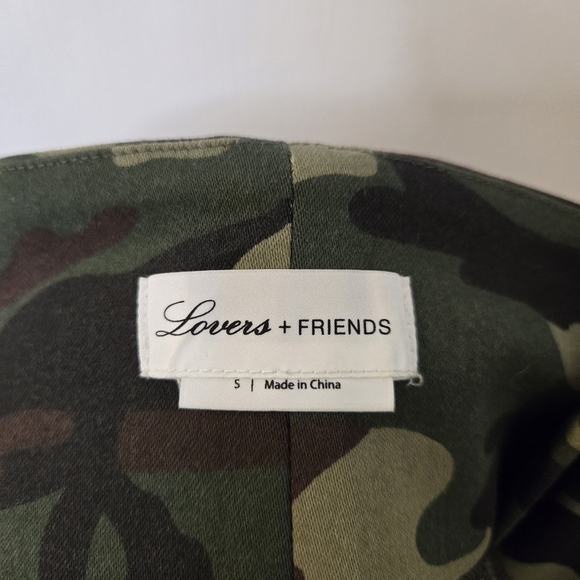 Lovers + FRIENDS
S | Made in China